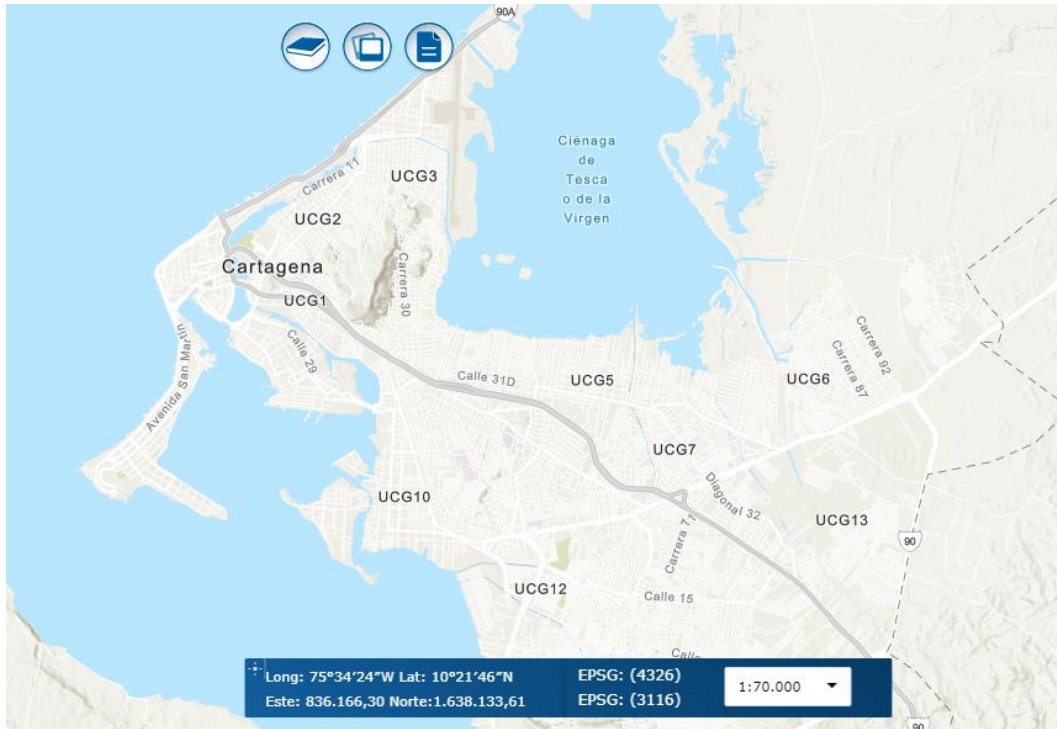 90A
Ciénaga
de
Tesca
o de la
Virgen
Carrera 11
UCG3
UCG2
Cartagena
Carrera 30
UCG1
Calle 29
Avenida San Martín
Calle 31D
UCG5
UCG6
Carrera 92
Carrera 87
UCG7
Diagonal 32
UCG10
UCG13
Carrera 71
90
UCG12
Calle 15
Calle
Long: 75°34'24"W Lat: 10°21'46"N
EPSG: (4326)
Este: 836.166,30 Norte:1.638.133,61
EPSG: (3116)
1:70.000
90